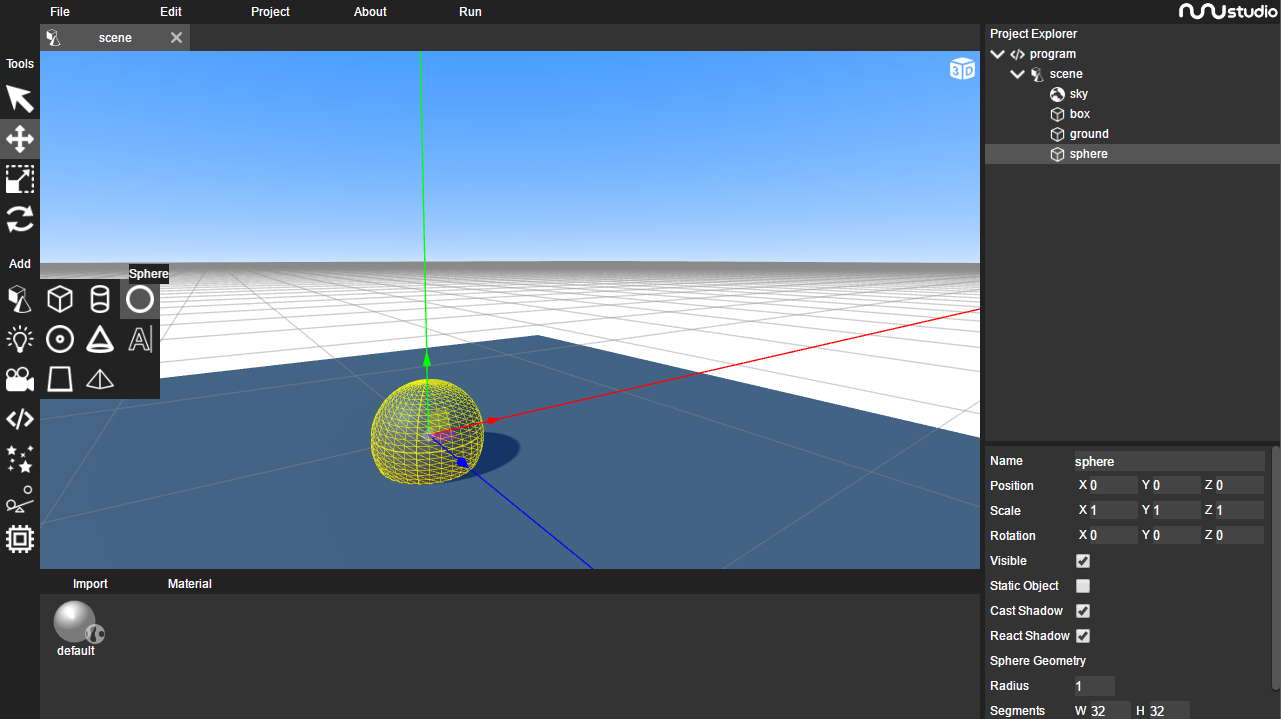 File Edit Project About Run
nunustudio
scene
Tools
Add
Sphere
A
3D
Import Material
default
Project Explorer
program
scene
sky
box
ground
sphere
Name sphere
Position X 0 Y 0 Z 0
Scale X 1 Y 1 Z 1
Rotation X 0 Y 0 Z 0
Visible
Static Object
Cast Shadow
React Shadow
Sphere Geometry
Radius 1
Segments W 32 H 32